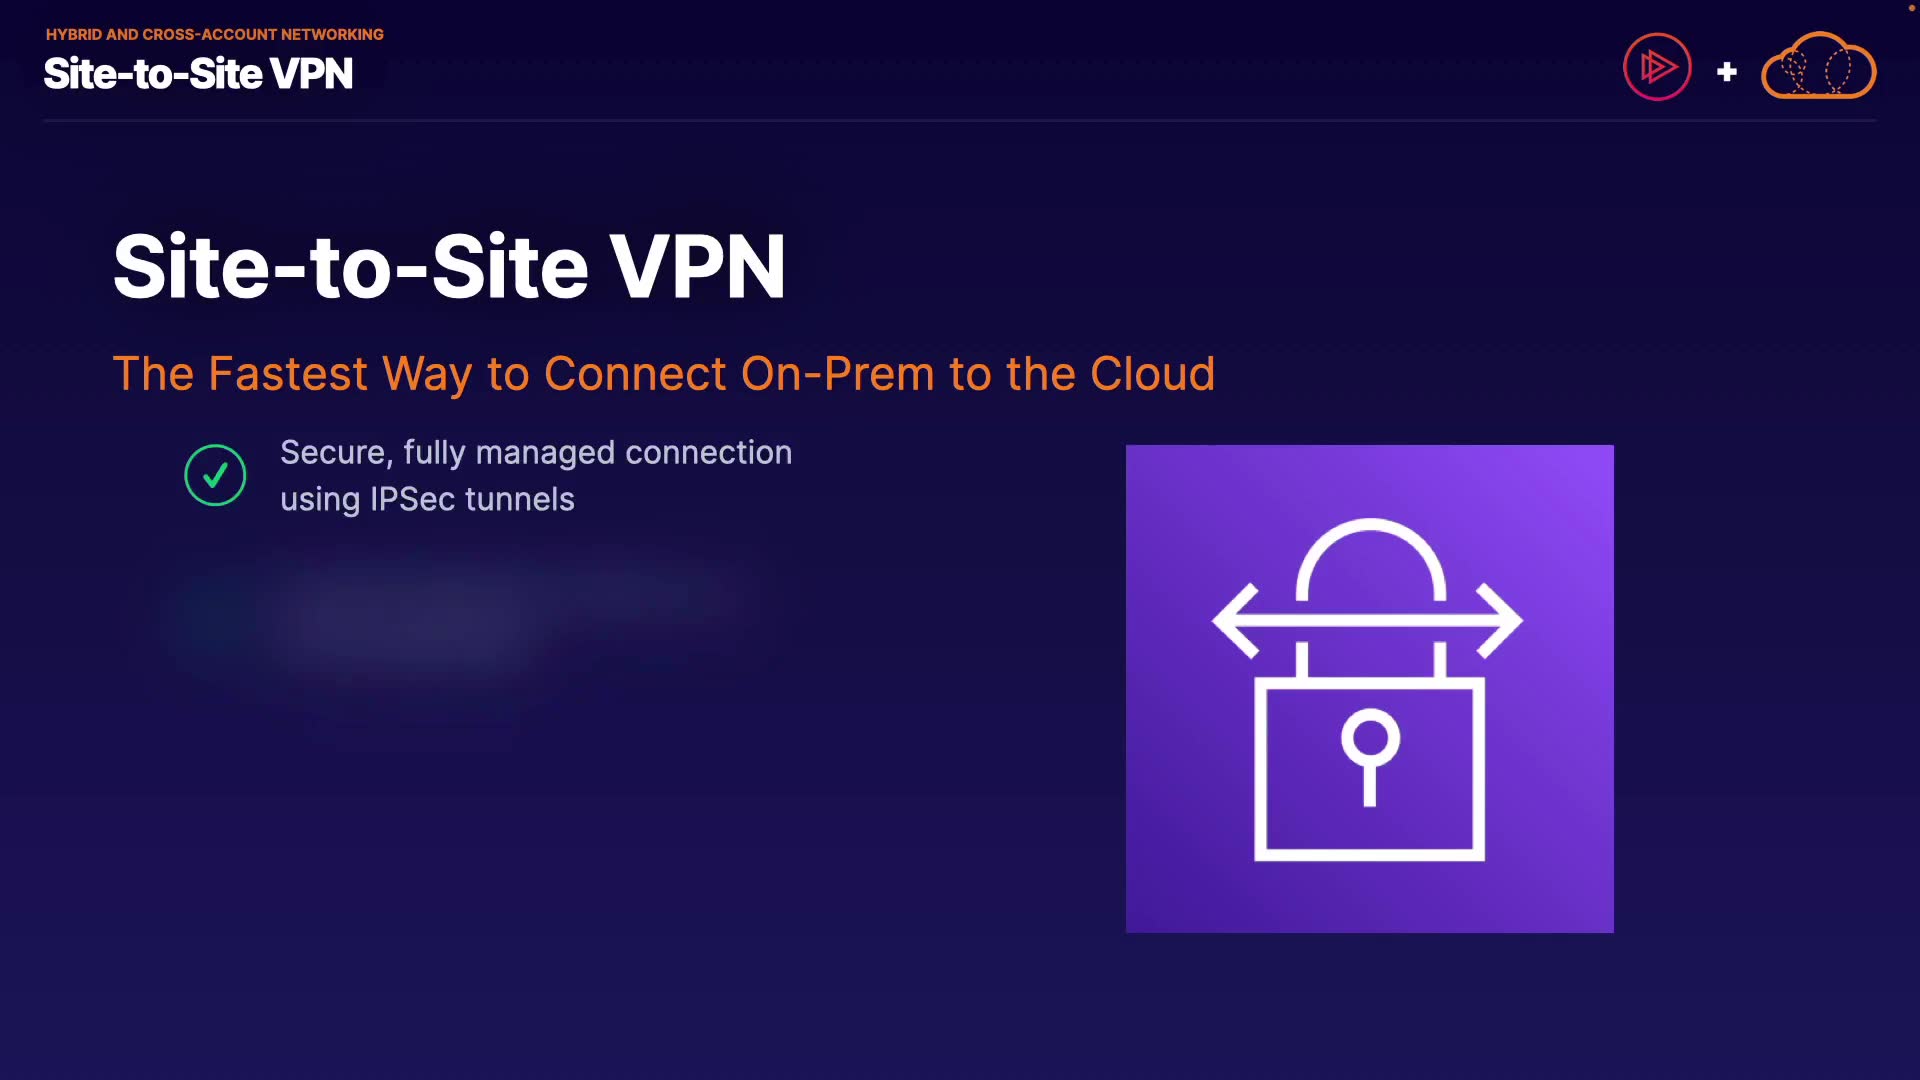 HYBRID AND CROSS-ACCOUNT NETWORKING
Site-to-Site VPN
Site-to-Site VPN
The Fastest Way to Connect On-Prem to the Cloud
Secure, fully managed connection
using IPSec tunnels